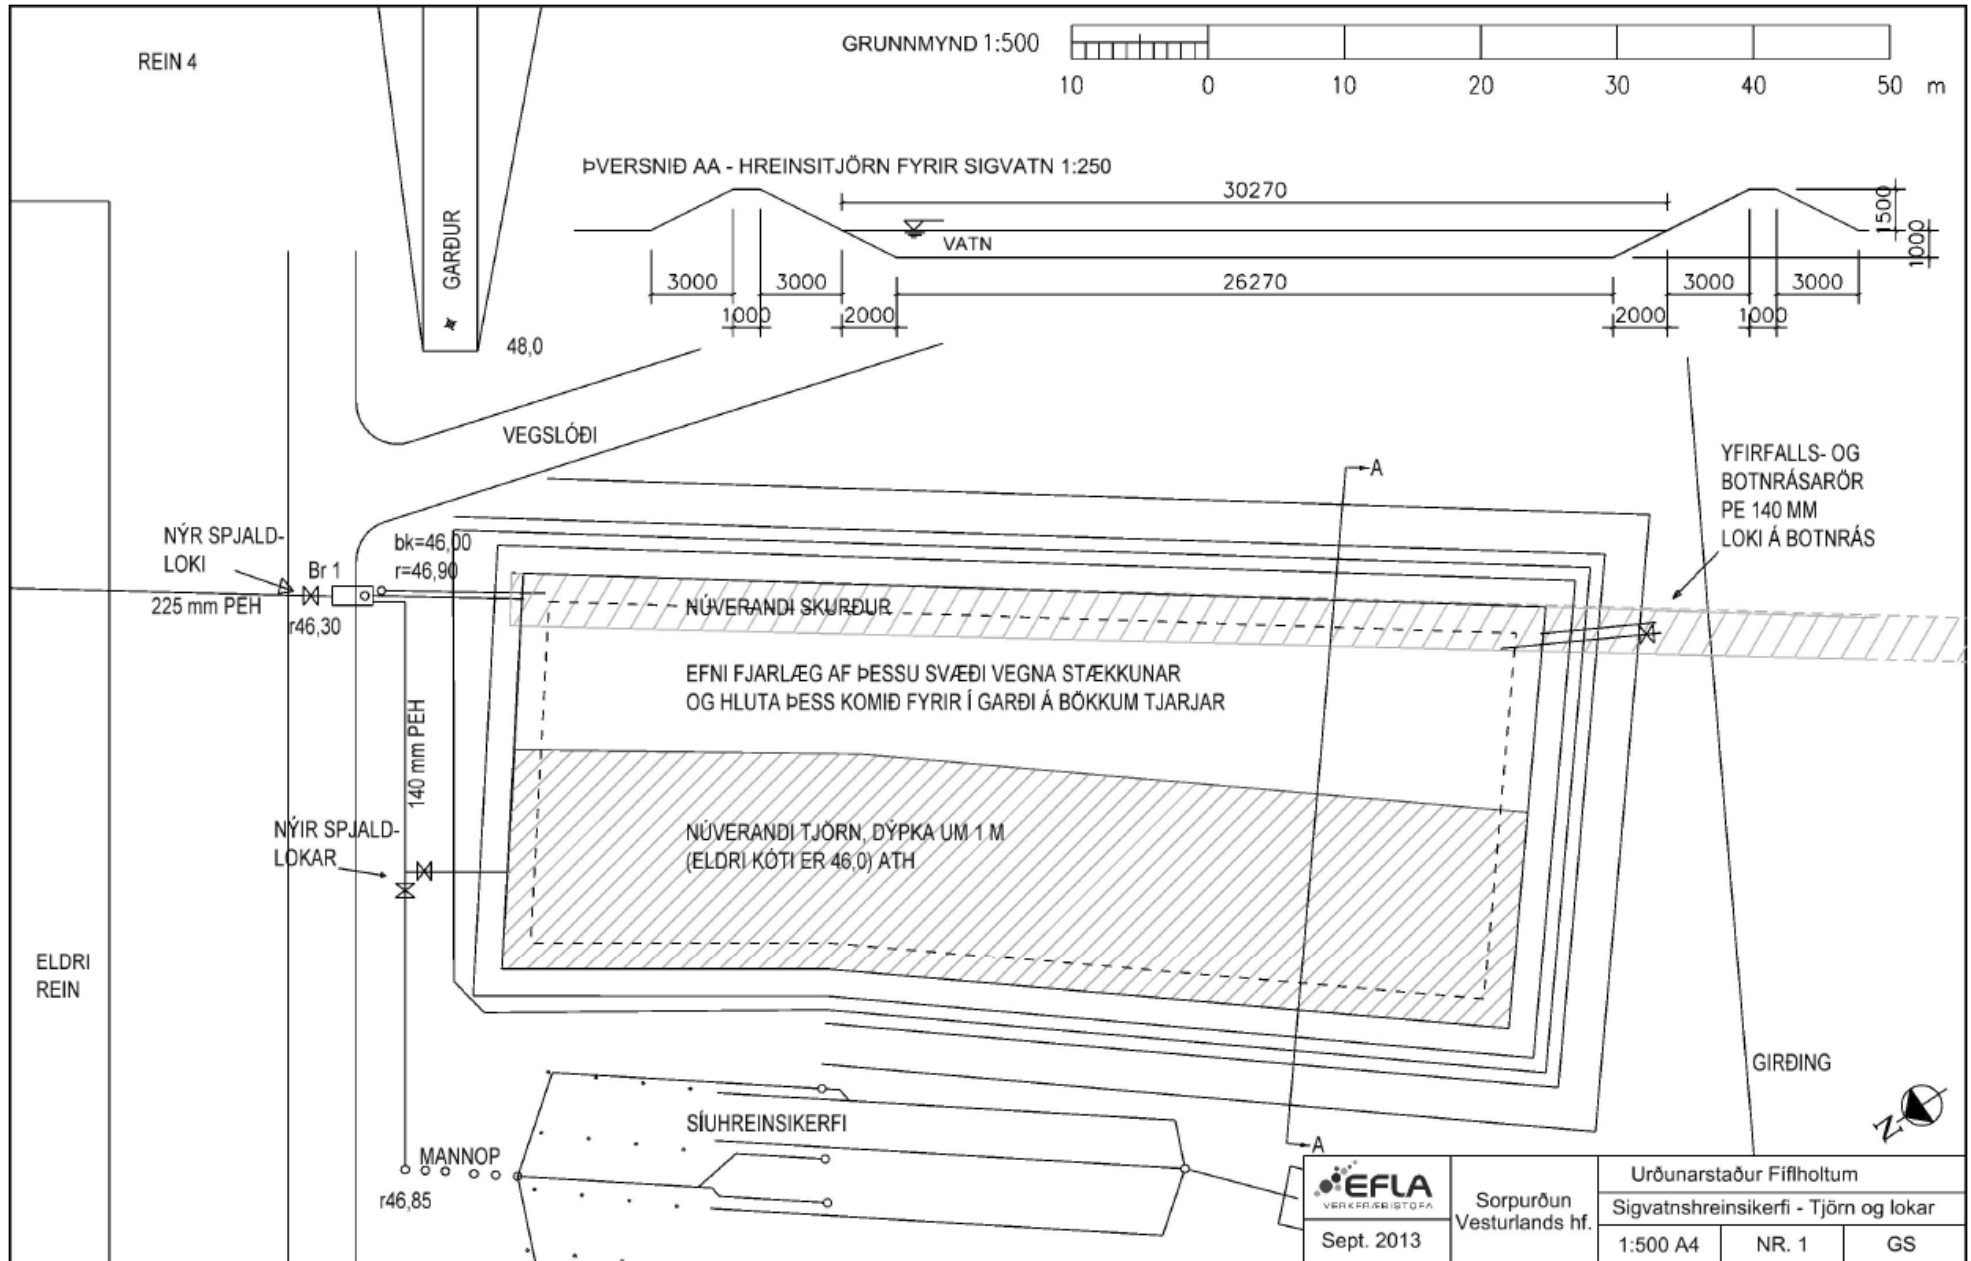 REIN 4
GRUNNMYND 1:500
10 0 10 20 30 40 50 m
ÞVERSNIÐ AA - HREINSITJÖRN FYRIR SIGVATN 1:250
30270
1500
VATN
1000
3000 3000 26270 3000 3000
1000 2000 2000 1000
GARÐUR
48,0
VEGSLÓÐI
A
YFIRFALLS- OG
BOTNRÁSARÖR
PE 140 MM
LOKI Á BOTNRÁS
NÝR SPJALD-
LOKI
Br 1
bk=46,00
r=46,90
225 mm PEH
r46,30
NÚVERANDI SKURÐUR
EFNI FJARLÆG AF ÞESSU SVÆÐI VEGNA STÆKKUNAR
OG HLUTA ÞESS KOMIÐ FYRIR Í GARÐI Á BÖKKUM TJARJAR
140 mm PEH
NÝIR SPJALD-
LOKAR
NÚVERANDI TJÖRN, DÝPKA UM 1 M
(ELDRI KÓTI ER 46,0) ATH
ELDRI
REIN
GIRÐING
N
SÍUHREINSIKERFI
MANNOP
r46,85
A
EFLA
VERKFRÆÐISTOFA
Sept. 2013
Sorpurðun
Vesturlands hf.
Urðunarstaður Fíflholtum
Sigvatnshreinsikerfi - Tjörn og lokar
1:500 A4 NR. 1 GS